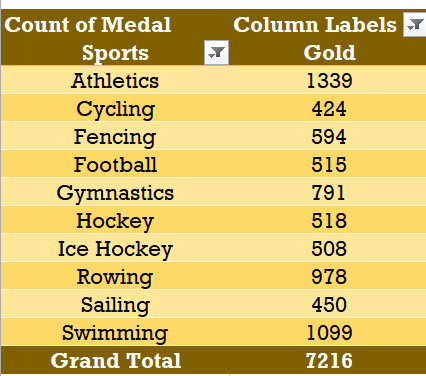 Count of Medal Column Labels
Sports Gold
Athletics 1339
Cycling 424
Fencing 594
Football 515
Gymnastics 791
Hockey 518
Ice Hockey 508
Rowing 978
Sailing 450
Swimming 1099
Grand Total 7216